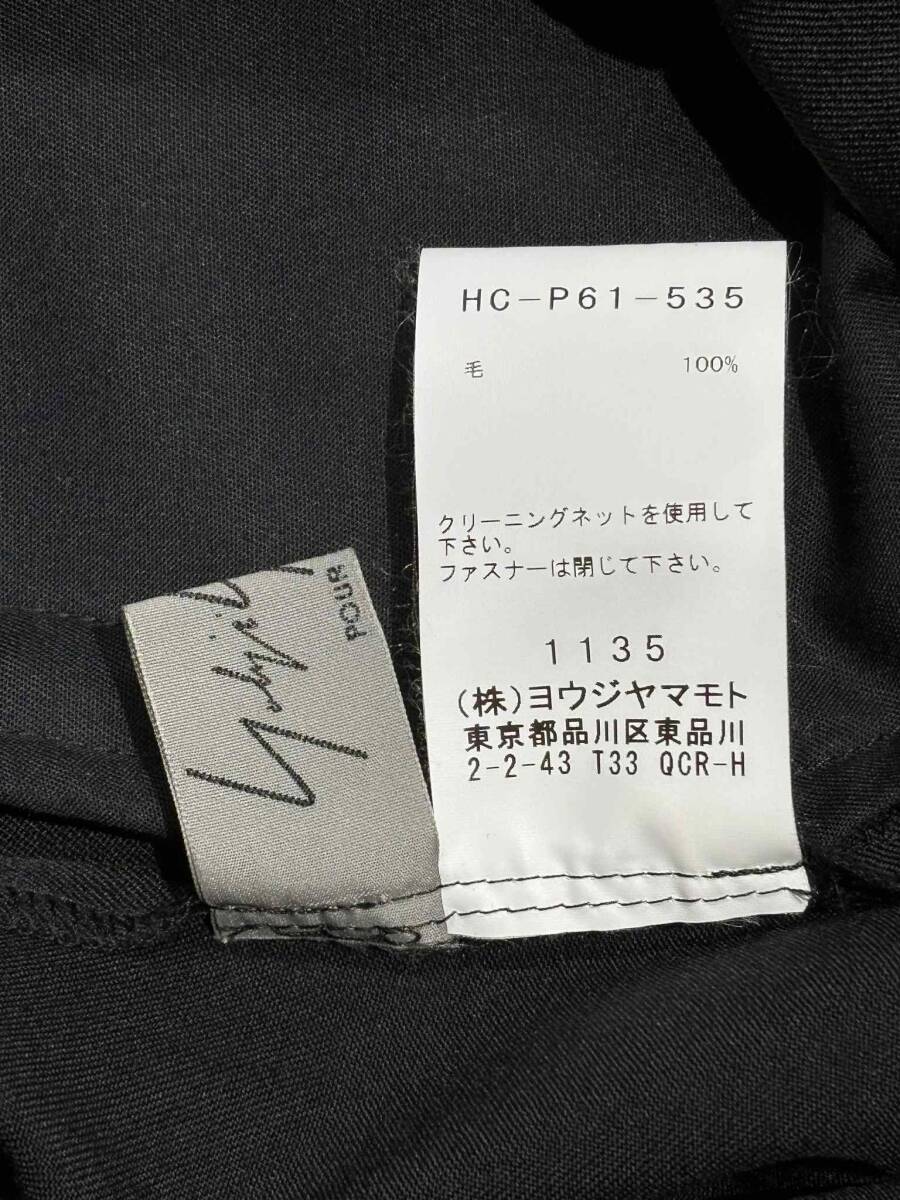 HC-P61-535
毛 100%
クリーニングネットを使用して
下さい。
ファスナーは閉じて下さい。
1135
(株)ヨウジヤマモト
東京都品川区東品川
2-2-43 T33 QCR-H
Yohji
POUR